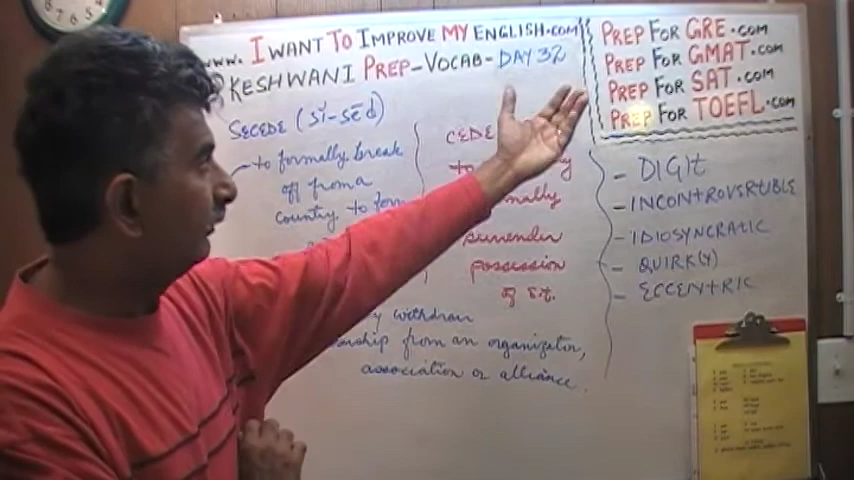 www. I WANT TO IMPROVE MY ENGLISH.COM
KESHWANI PREP-VOCAB-DAY 32
PREP FOR GRE.com
PREP FOR GMAT.com
PREP FOR SAT.com
PREP FOR TOEFL.com
SECEDE (sĭ-sēd)
- to formally break
off from a
country to form
CEDE
surrender
possession
of st.
withdraw
from an organization,
association or alliance.
- DIGIT
- INCONTROVERTIBLE
- IDIOSYNCRATIC
- QUIRK(Y)
- ECCENTRIC